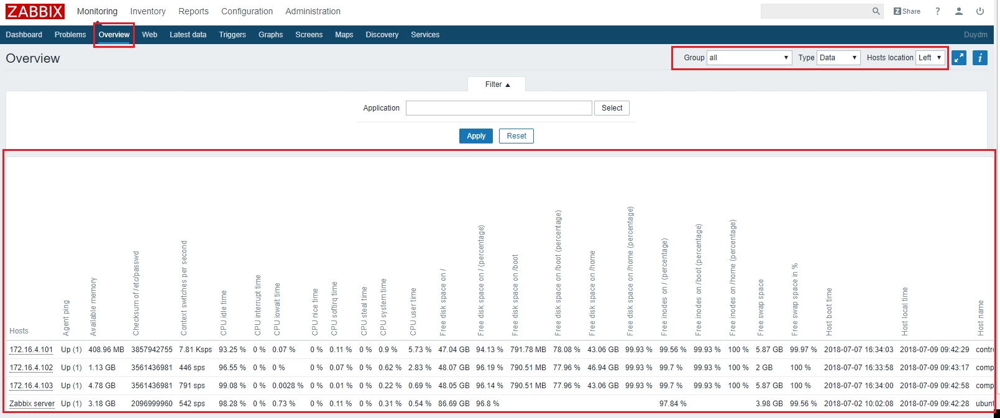 ZABBIX Monitoring Inventory Reports Configuration Administration Z Share ?
Dashboard Problems Overview Web Latest data Triggers Graphs Screens Maps Discovery Services Duydm
Overview Group all Type Data Hosts location Left i
Filter
Application Select
Apply Reset
Hosts
Agent ping
Available memory
Checksum of /etc/passwd
Context switches per second
CPU idle time
CPU interrupt time
CPU iowait time
CPU nice time
CPU softirq time
CPU steal time
CPU system time
CPU user time
Free disk space on /
Free disk space on / (percentage)
Free disk space on /boot
Free disk space on /boot (percentage)
Free disk space on /home
Free disk space on /home (percentage)
Free inodes on / (percentage)
Free inodes on /boot (percentage)
Free inodes on /home (percentage)
Free swap space
Free swap space in %
Host boot time
Host local time
Host name
172.16.4.101 Up (1) 408.96 MB 3857942755 7.81 Ksps 93.25 % 0 % 0.07 % 0 % 0.11 % 0 % 0.9 % 5.73 % 47.04 GB 94.13 % 791.78 MB 78.08 % 43.06 GB 99.93 % 99.56 % 99.93 % 100 % 5.87 GB 99.97 % 2018-07-07 16:34:03 2018-07-09 09:42:29 contr
172.16.4.102 Up (1) 1.13 GB 3561436981 446 sps 96.55 % 0 % 0 % 0 % 0.07 % 0 % 0.62 % 2.83 % 48.07 GB 96.19 % 790.51 MB 77.96 % 46.94 GB 99.93 % 99.7 % 99.93 % 100 % 2 GB 100 % 2018-07-07 16:33:58 2018-07-09 09:43:17 comp
172.16.4.103 Up (1) 4.78 GB 3561436981 791 sps 99.08 % 0 % 0.0028 % 0 % 0.01 % 0 % 0.22 % 0.69 % 48.05 GB 96.14 % 790.51 MB 77.96 % 43.06 GB 99.93 % 99.7 % 99.93 % 100 % 5.87 GB 100 % 2018-07-07 16:34:00 2018-07-09 09:42:58 comp
Zabbix server Up (1) 3.18 GB 2096999960 542 sps 98.28 % 0 % 0.73 % 0 % 0.11 % 0 % 0.31 % 0.54 % 86.69 GB 96.8 % 97.84 % 3.98 GB 99.56 % 2018-07-02 10:02:08 2018-07-09 09:42:28 ubunt